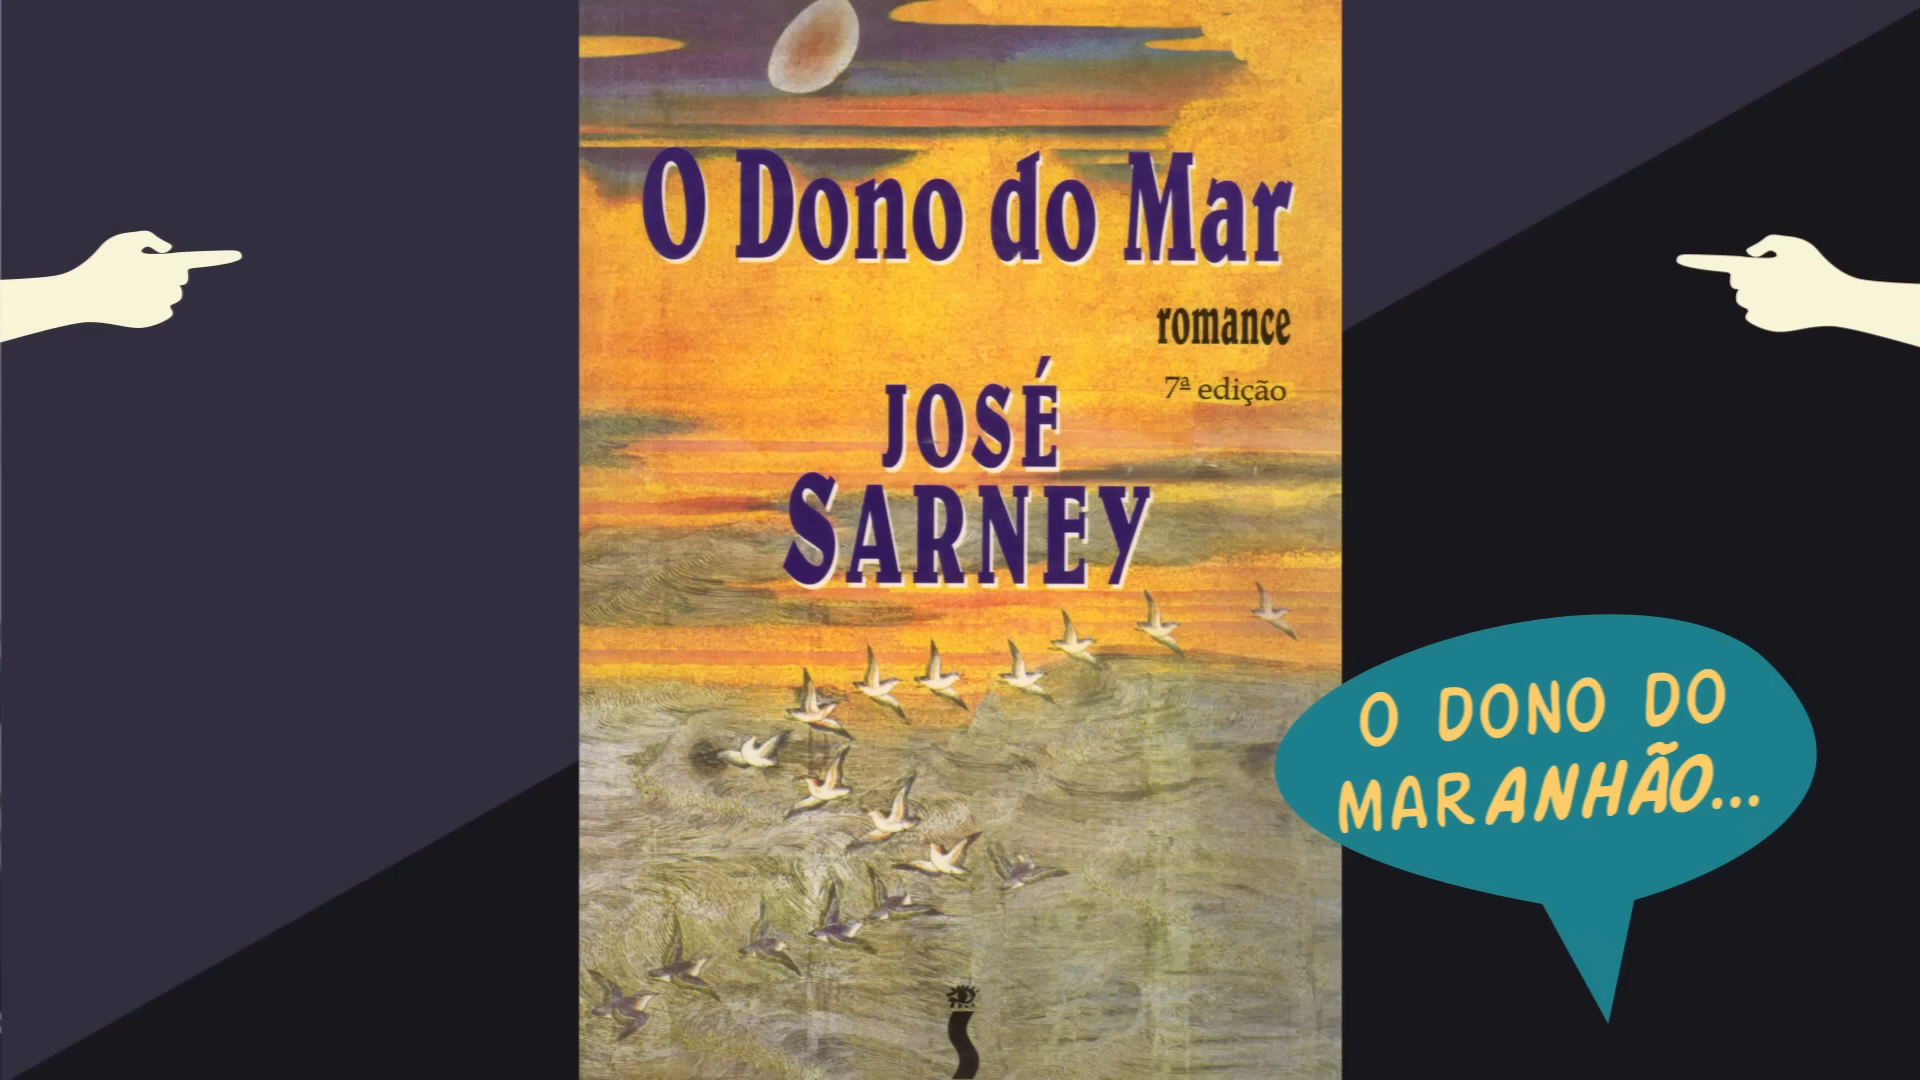 O Dono do Mar
romance
7ª edição
JOSÉ
SARNEY
O DONO DO
MARANHÃO...